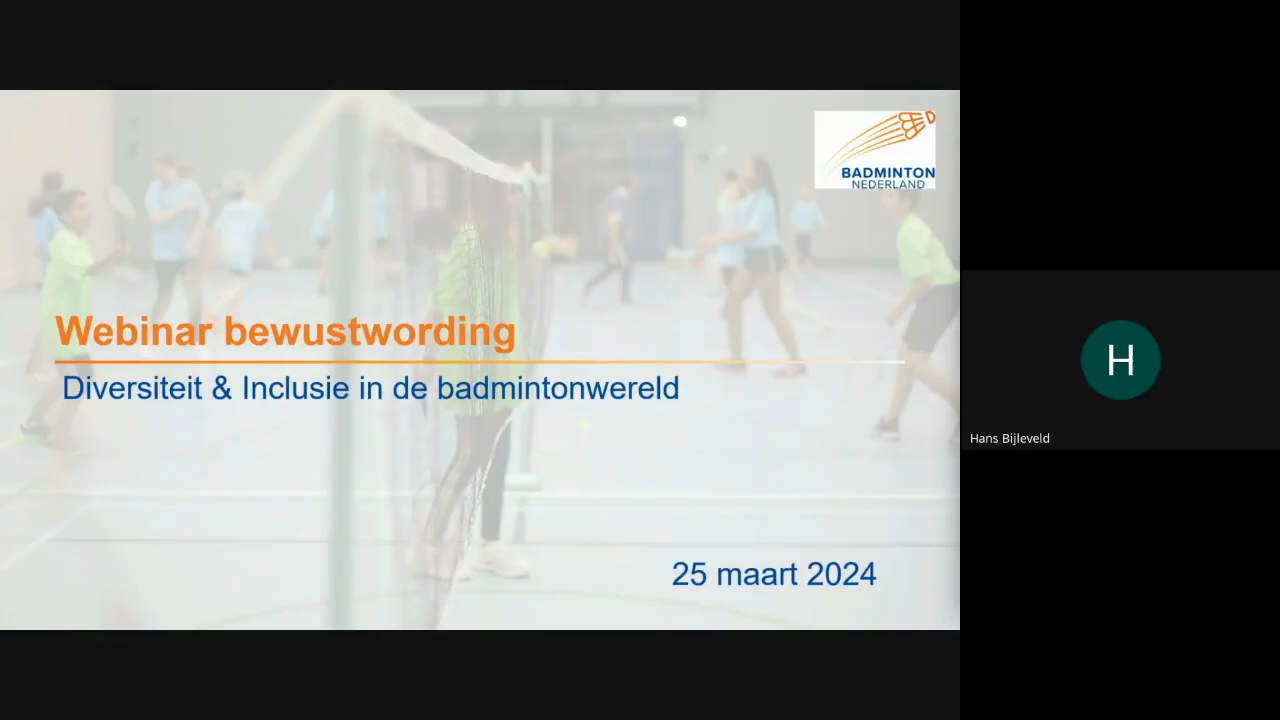 BADMINTON
NEDERLAND
Webinar bewustwording
Diversiteit & Inclusie in de badmintonwereld
25 maart 2024
H
Hans Bijleveld